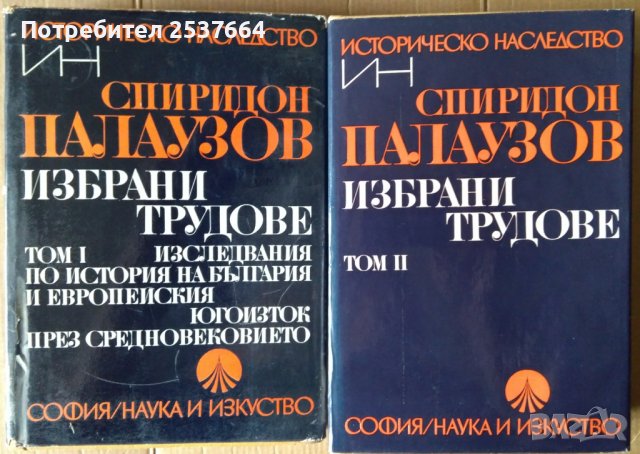 Потребител 2537664
ИСТОРИЧЕСКО НАСЛЕДСТВО
ИН
СПИРИДОН
ПАЛАУЗОВ
ИЗБРАНИ
ТРУДОВЕ
ТОМ I ИЗСЛЕДВАНИЯ
ПО ИСТОРИЯ НА БЪЛГАРИЯ
И ЕВРОПЕЙСКИЯ
ЮГОИЗТОК
ПРЕЗ СРЕДНОВЕКОВИЕТО
СОФИЯ/НАУКА И ИЗКУСТВО
ИСТОРИЧЕСКО НАСЛЕДСТВО
ИН
СПИРИДОН
ПАЛАУЗОВ
ИЗБРАНИ
ТРУДОВЕ
ТОМ II
СОФИЯ/НАУКА И ИЗКУСТВО
BAZAR